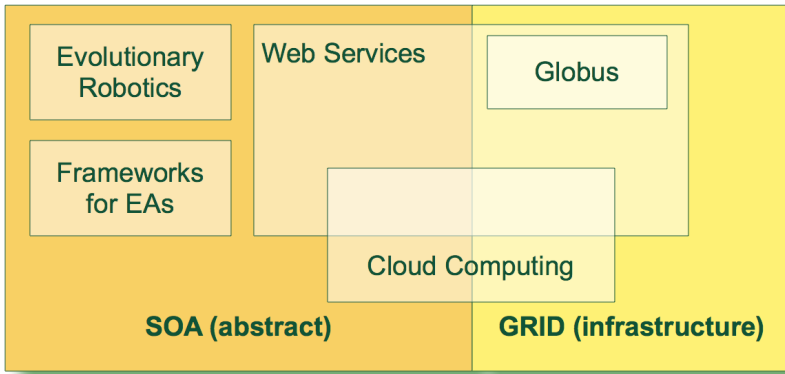 Evolutionary
Robotics
Web Services
Globus
Frameworks
for EAs
Cloud Computing
SOA (abstract)
GRID (infrastructure)